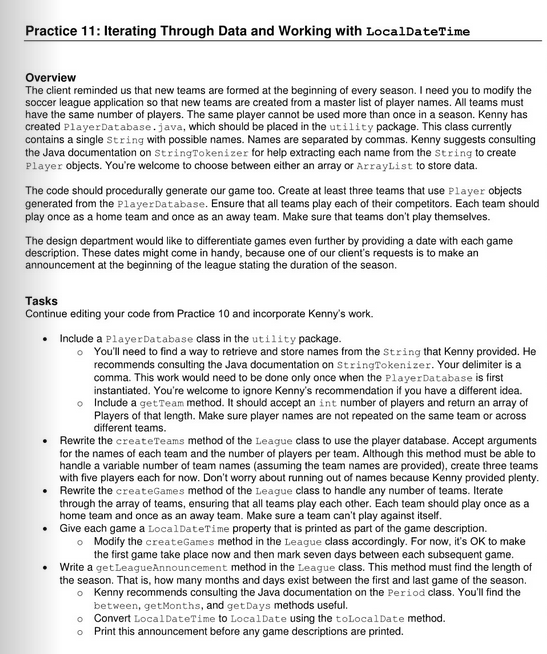 Practice 11: Iterating Through Data and Working with LocalDateTime
Overview
The client reminded us that new teams are formed at the beginning of every season. I need you to modify the
soccer league application so that new teams are created from a master list of player names. All teams must
have the same number of players. The same player cannot be used more than once in a season. Kenny has
created PlayerDatabase.java, which should be placed in the utility package. This class currently
contains a single String with possible names. Names are separated by commas. Kenny suggests consulting
the Java documentation on StringTokenizer for help extracting each name from the String to create
Player objects. You're welcome to choose between either an array or ArrayList to store data.
The code should procedurally generate our game too. Create at least three teams that use Player objects
generated from the PlayerDatabase. Ensure that all teams play each of their competitors. Each team should
play once as a home team and once as an away team. Make sure that teams don't play themselves.
The design department would like to differentiate games even further by providing a date with each game
description. These dates might come in handy, because one of our client's requests is to make an
announcement at the beginning of the league stating the duration of the season.
Tasks
Continue editing your code from Practice 10 and incorporate Kenny's work.
• Include a PlayerDatabase class in the utility package.
o You'll need to find a way to retrieve and store names from the String that Kenny provided. He
recommends consulting the Java documentation on StringTokenizer. Your delimiter is a
comma. This work would need to be done only once when the PlayerDatabase is first
instantiated. You're welcome to ignore Kenny's recommendation if you have a different idea.
o Include a getTeam method. It should accept an int number of players and return an array of
Players of that length. Make sure player names are not repeated on the same team or across
different teams.
• Rewrite the createTeams method of the League class to use the player database. Accept arguments
for the names of each team and the number of players per team. Although this method must be able to
handle a variable number of team names (assuming the team names are provided), create three teams
with five players each for now. Don't worry about running out of names because Kenny provided plenty.
• Rewrite the createGames method of the League class to handle any number of teams. Iterate
through the array of teams, ensuring that all teams play each other. Each team should play only once as a
home team and once as an away team. Make sure a team can't play against itself.
• Give each game a LocalDateTime property that is printed as part of the game description.
o Modify the createGames method in the League class accordingly. For now, it's OK to make
the first game take place now and then mark seven days between each subsequent game.
• Write a getLeagueAnnouncement method in the League class. This method must find the length of
the season. That is, how many months and days exist between the first and last game of the season.
o Kenny recommends consulting the Java documentation on the Period class. You'll find the
between, getMonths, and getDays methods useful.
o Convert LocalDateTime to LocalDate using the toLocalDate method.
o Print this announcement before any game descriptions are printed.